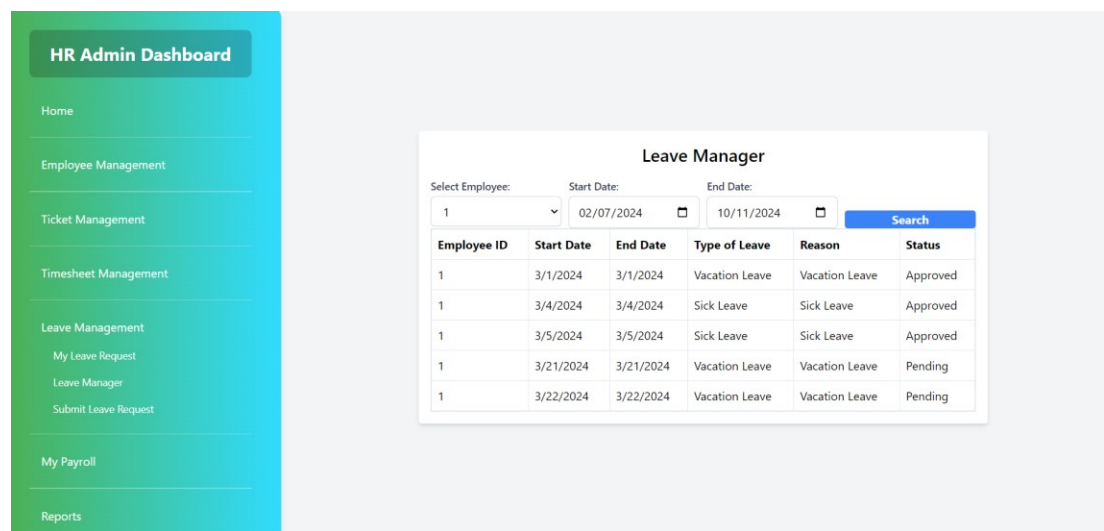 HR Admin Dashboard
Home
Employee Management
Ticket Management
Timesheet Management
Leave Management
My Leave Request
Leave Manager
Submit Leave Request
My Payroll
Reports
Leave Manager
Select Employee: Start Date: End Date:
1 02/07/2024 10/11/2024 Search
Employee ID Start Date End Date Type of Leave Reason Status
1 3/1/2024 3/1/2024 Vacation Leave Vacation Leave Approved
1 3/4/2024 3/4/2024 Sick Leave Sick Leave Approved
1 3/5/2024 3/5/2024 Sick Leave Sick Leave Approved
1 3/21/2024 3/21/2024 Vacation Leave Vacation Leave Pending
1 3/22/2024 3/22/2024 Vacation Leave Vacation Leave Pending